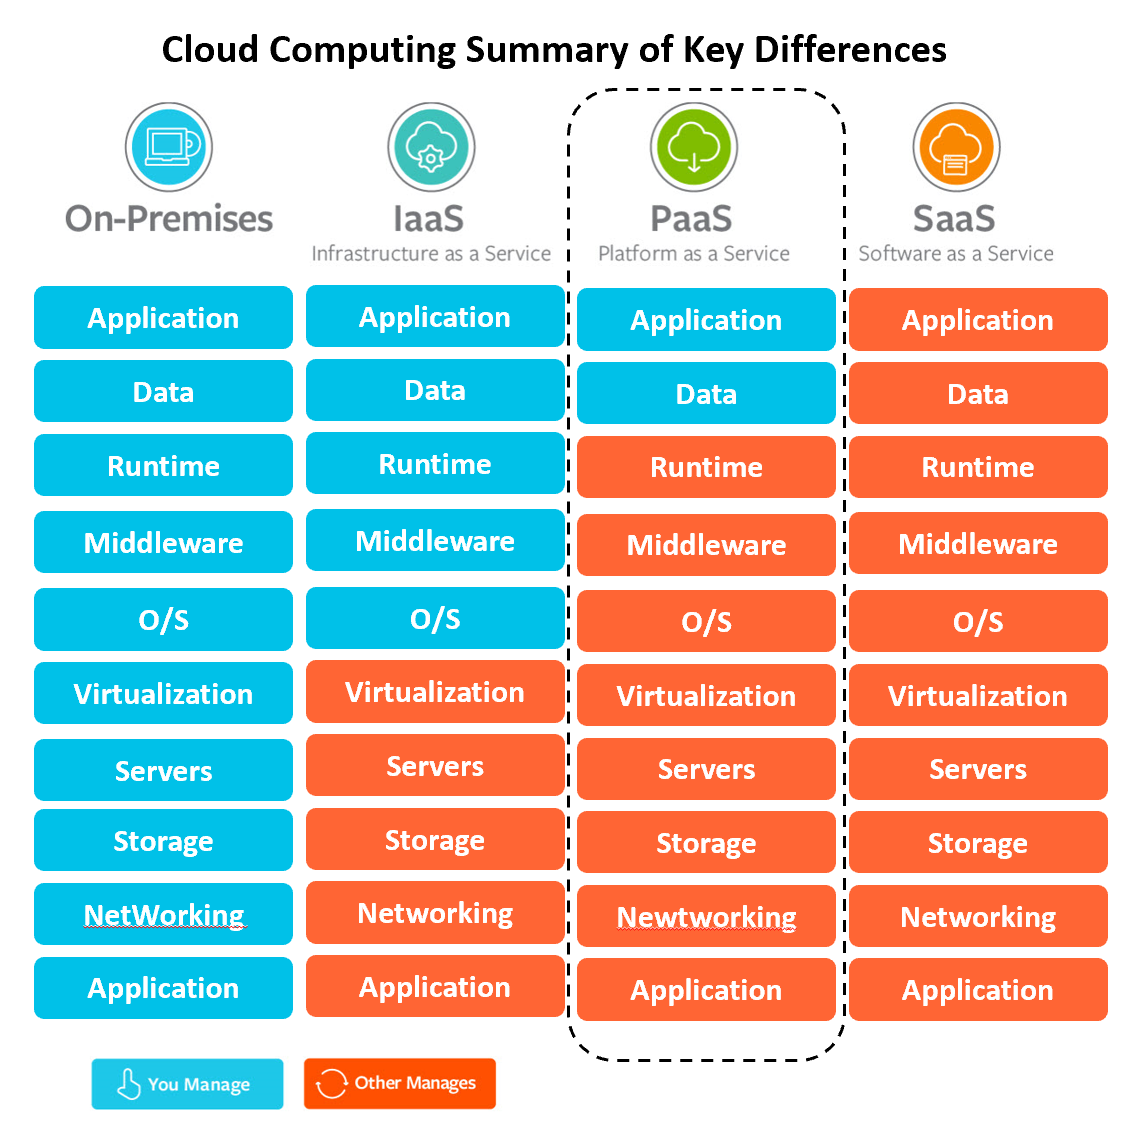 Cloud Computing Summary of Key Differences
On-Premises
IaaS
PaaS
SaaS
Infrastructure as a Service
Platform as a Service
Software as a Service
Application
Application
Application
Application
Data
Data
Data
Data
Runtime
Runtime
Runtime
Runtime
Middleware
Middleware
Middleware
Middleware
O/S
O/S
O/S
O/S
Virtualization
Virtualization
Virtualization
Virtualization
Servers
Servers
Servers
Servers
Storage
Storage
Storage
Storage
NetWorking
Networking
Newtworking
Networking
Application
Application
Application
Application
You Manage
Other Manages